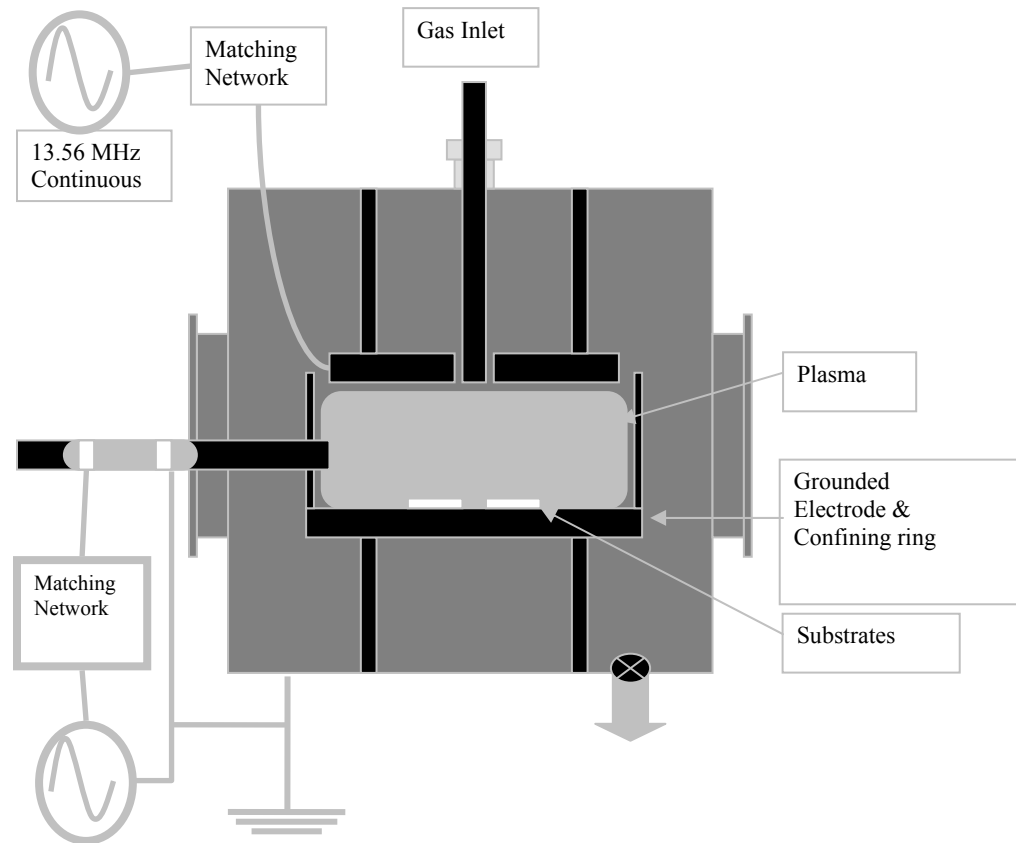 Gas Inlet
Matching
Network
13.56 MHz
Continuous
Plasma
Grounded
Electrode &
Confining ring
Matching
Network
Substrates